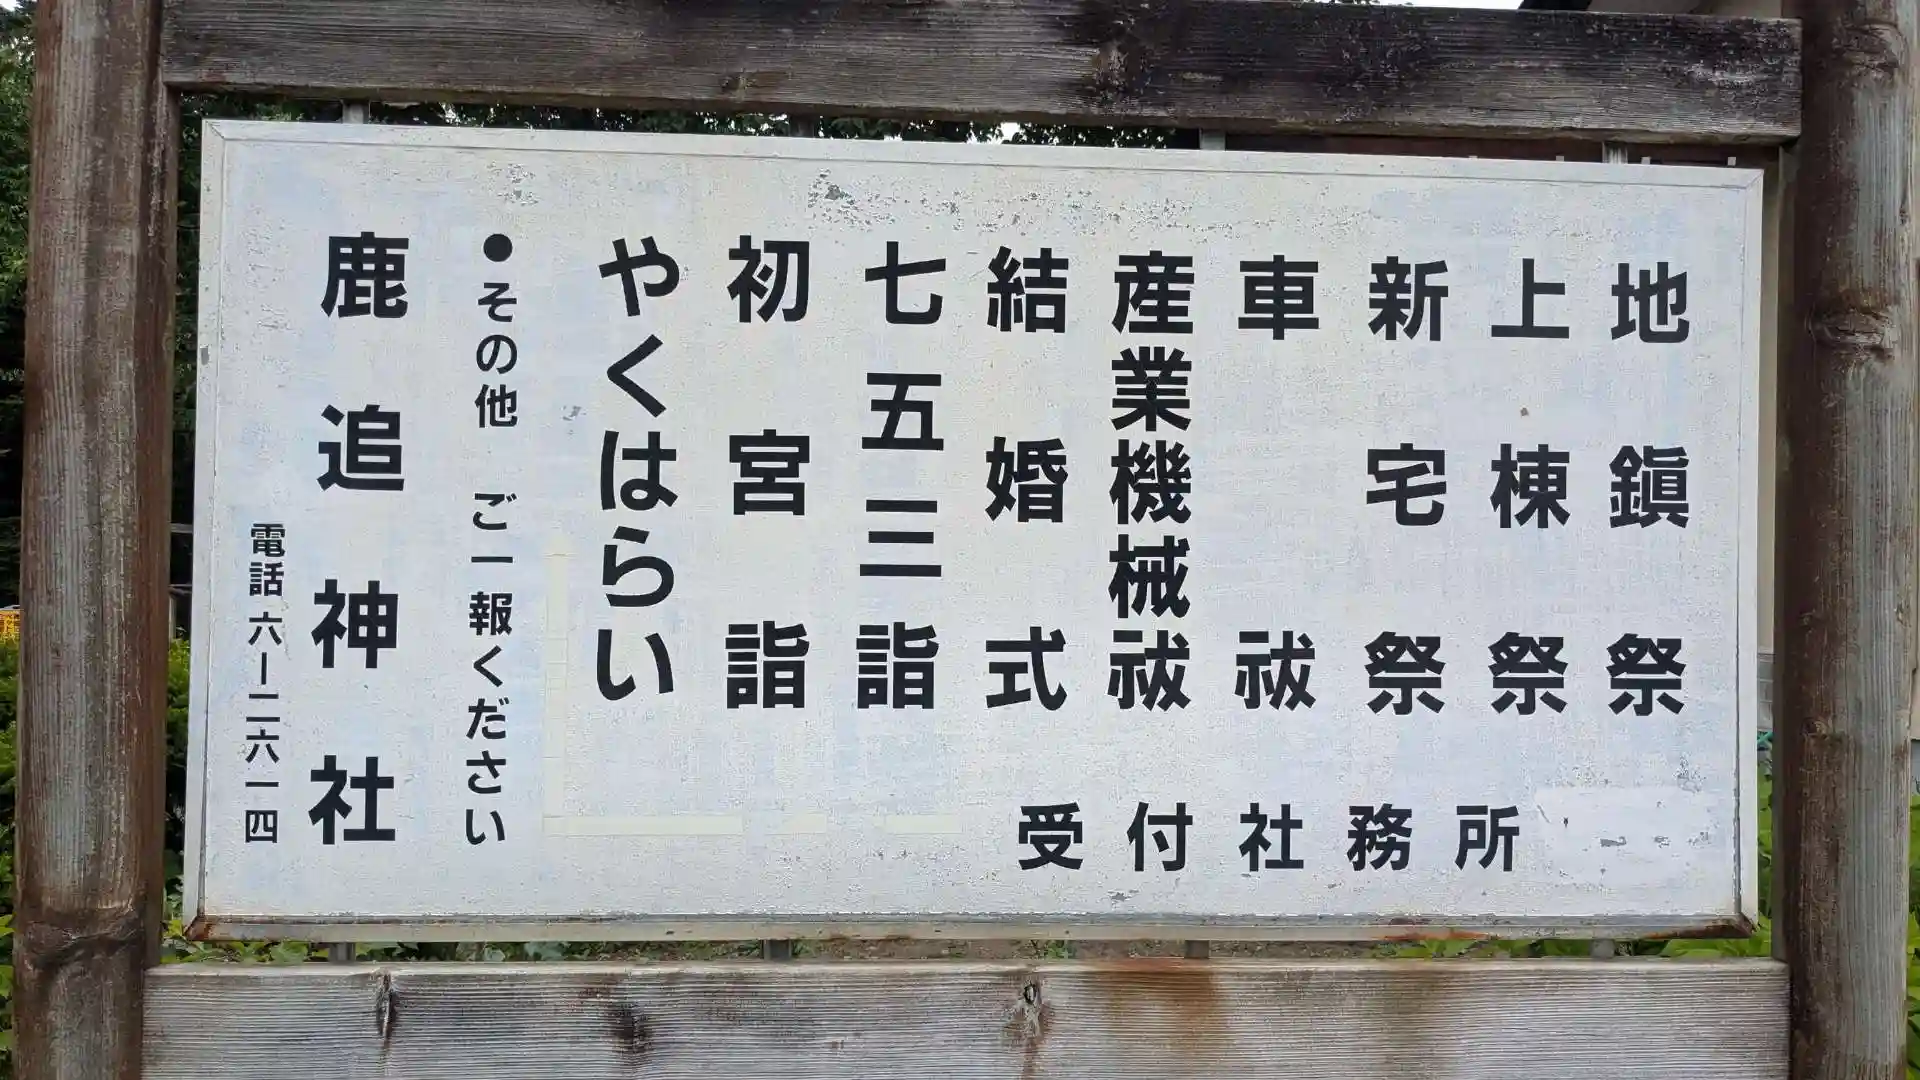 地鎭祭
上棟祭
新宅祭
車祓
産業機械祓
結婚式
七五三詣
初宮詣
やくはらい
●その他 ご一報ください
鹿追神社
電話 六ー二六一四
受付社務所